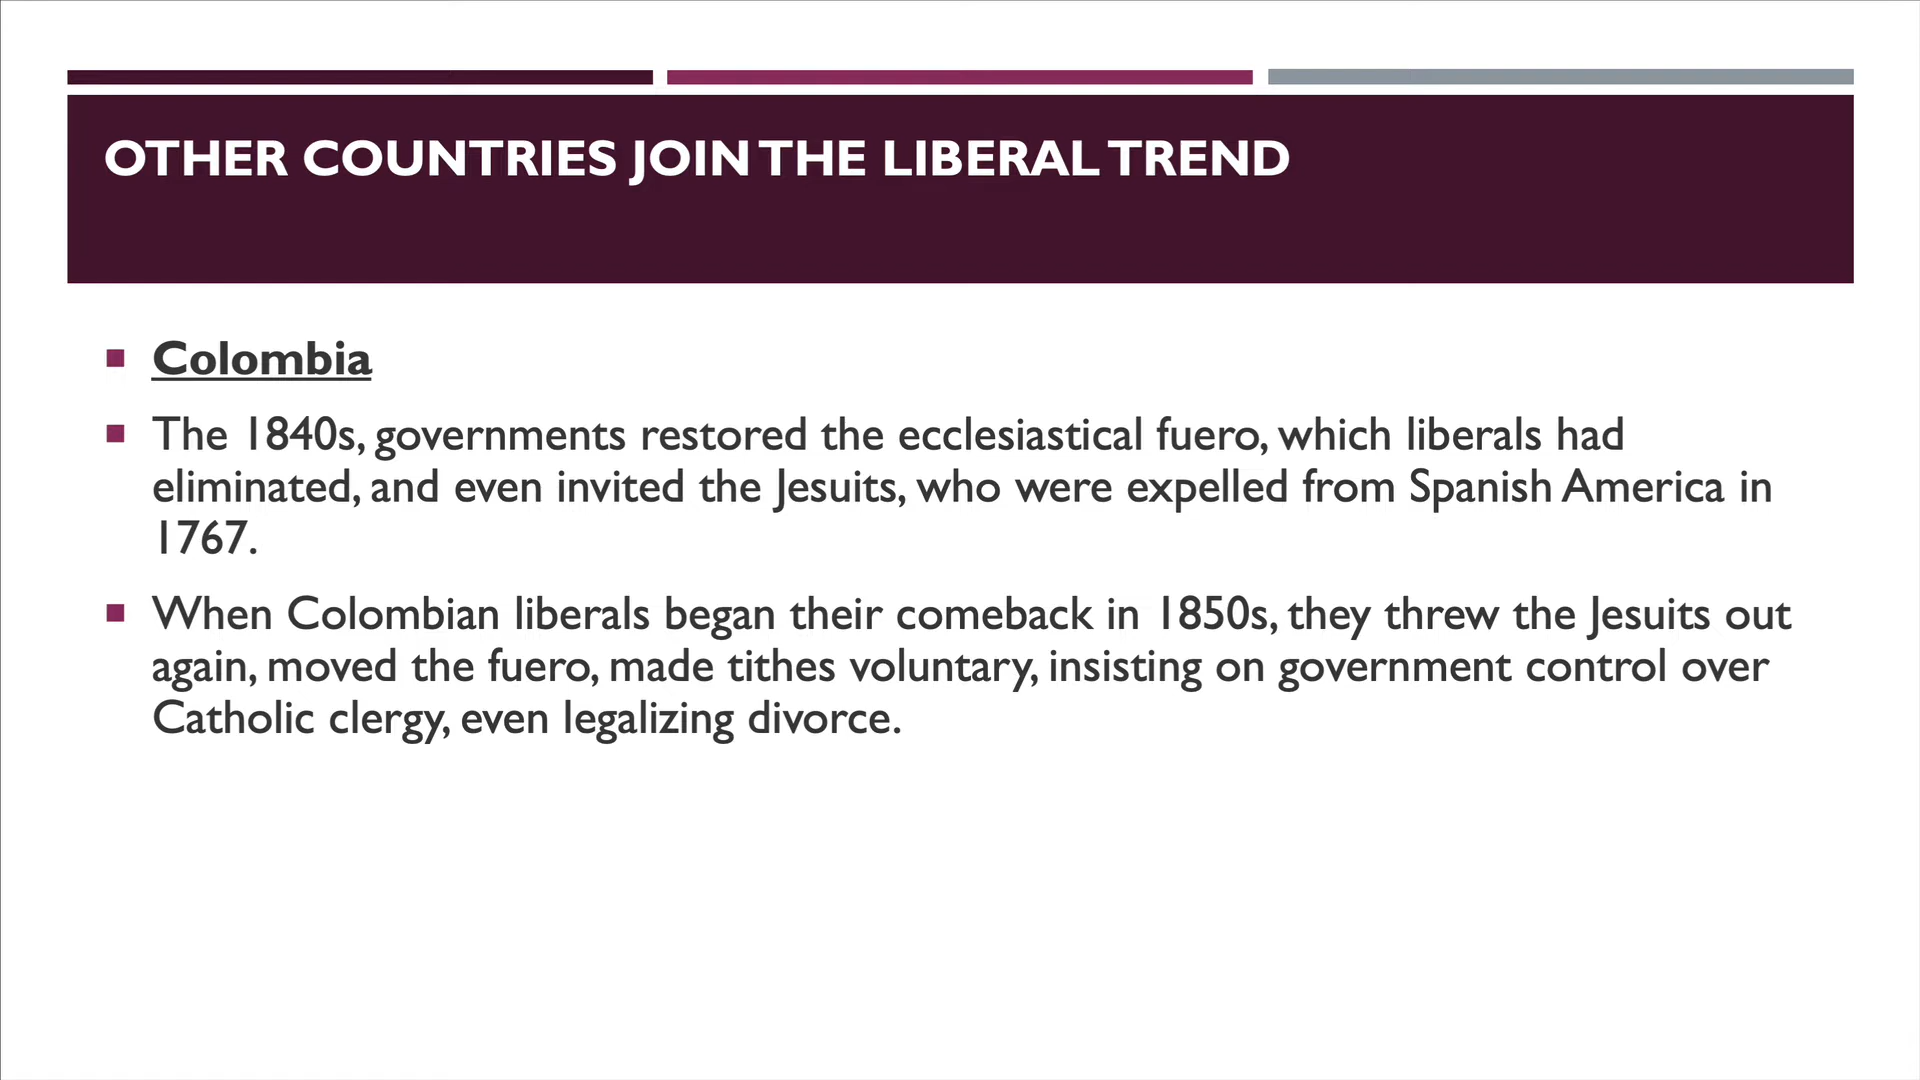 OTHER COUNTRIES JOIN THE LIBERAL TREND
Colombia
The 1840s, governments restored the ecclesiastical fuero, which liberals had
eliminated, and even invited the Jesuits, who were expelled from Spanish America in
1767.
When Colombian liberals began their comeback in 1850s, they threw the Jesuits out
again, moved the fuero, made tithes voluntary, insisting on government control over
Catholic clergy, even legalizing divorce.